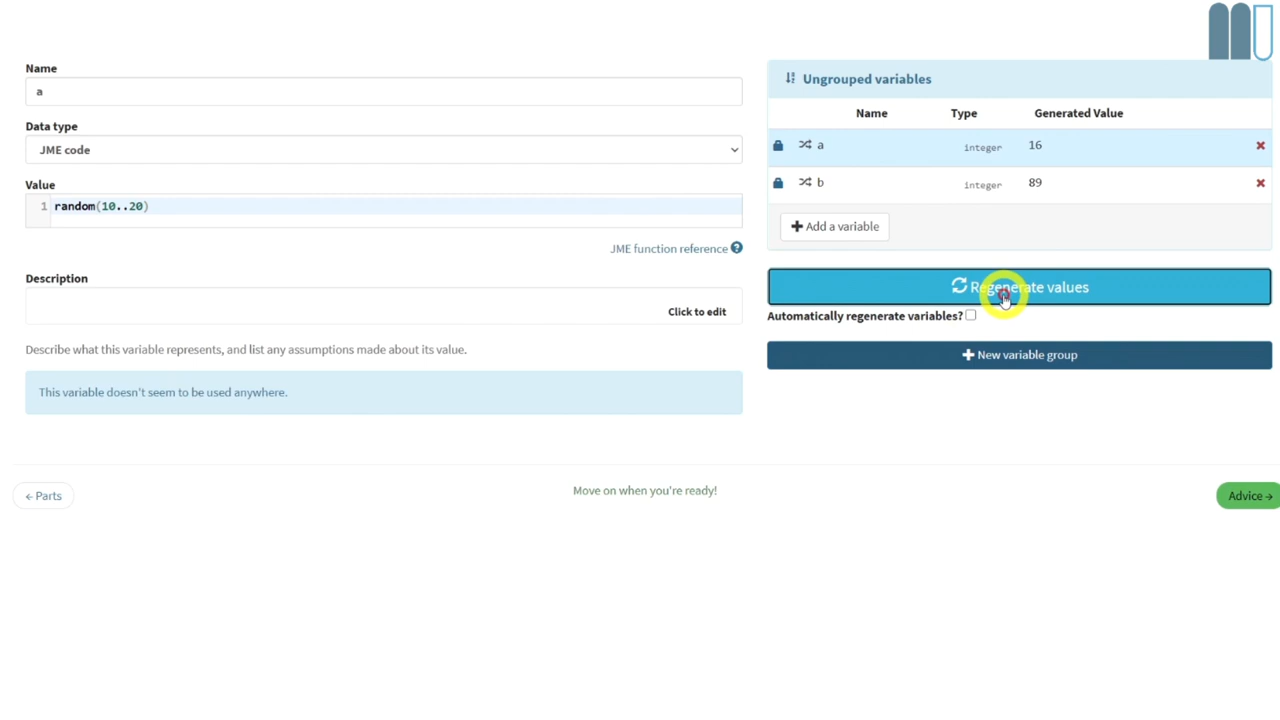 Name
a
Data type
JME code
Value
1 random(10..20)
JME function reference
Description
Click to edit
Describe what this variable represents, and list any assumptions made about its value.
This variable doesn't seem to be used anywhere.
Ungrouped variables
Name Type Generated Value
a integer 16
b integer 89
Add a variable
Regenerate values
Automatically regenerate variables?
New variable group
← Parts
Move on when you're ready!
Advice →